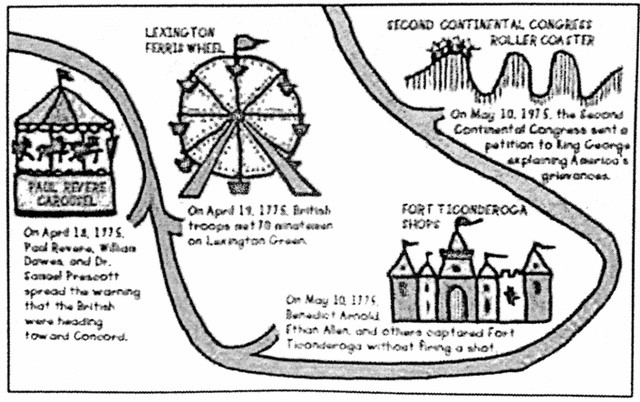 LEXINGTON
FERRIS WHEEL
SECOND CONTINENTAL CONGRESS
ROLLER COASTER
On May 10, 1975, the Second
Continental Congress sent a
petition to King George
explaining America's
grievances.
PAUL REVERE
CAROUSEL
On April 18, 1775,
Paul Revere, William
Dawes, and Dr.
Samuel Prescott
spread the warning
that the British
were heading
toward Concord.
On April 19, 1775, British
troops met 70 minutemen
on Lexington Green.
FORT TICONDEROGA
SHOPS
On May 10, 1775,
Benedict Arnold,
Ethan Allen, and others captured Fort
Ticonderoga without firing a shot.